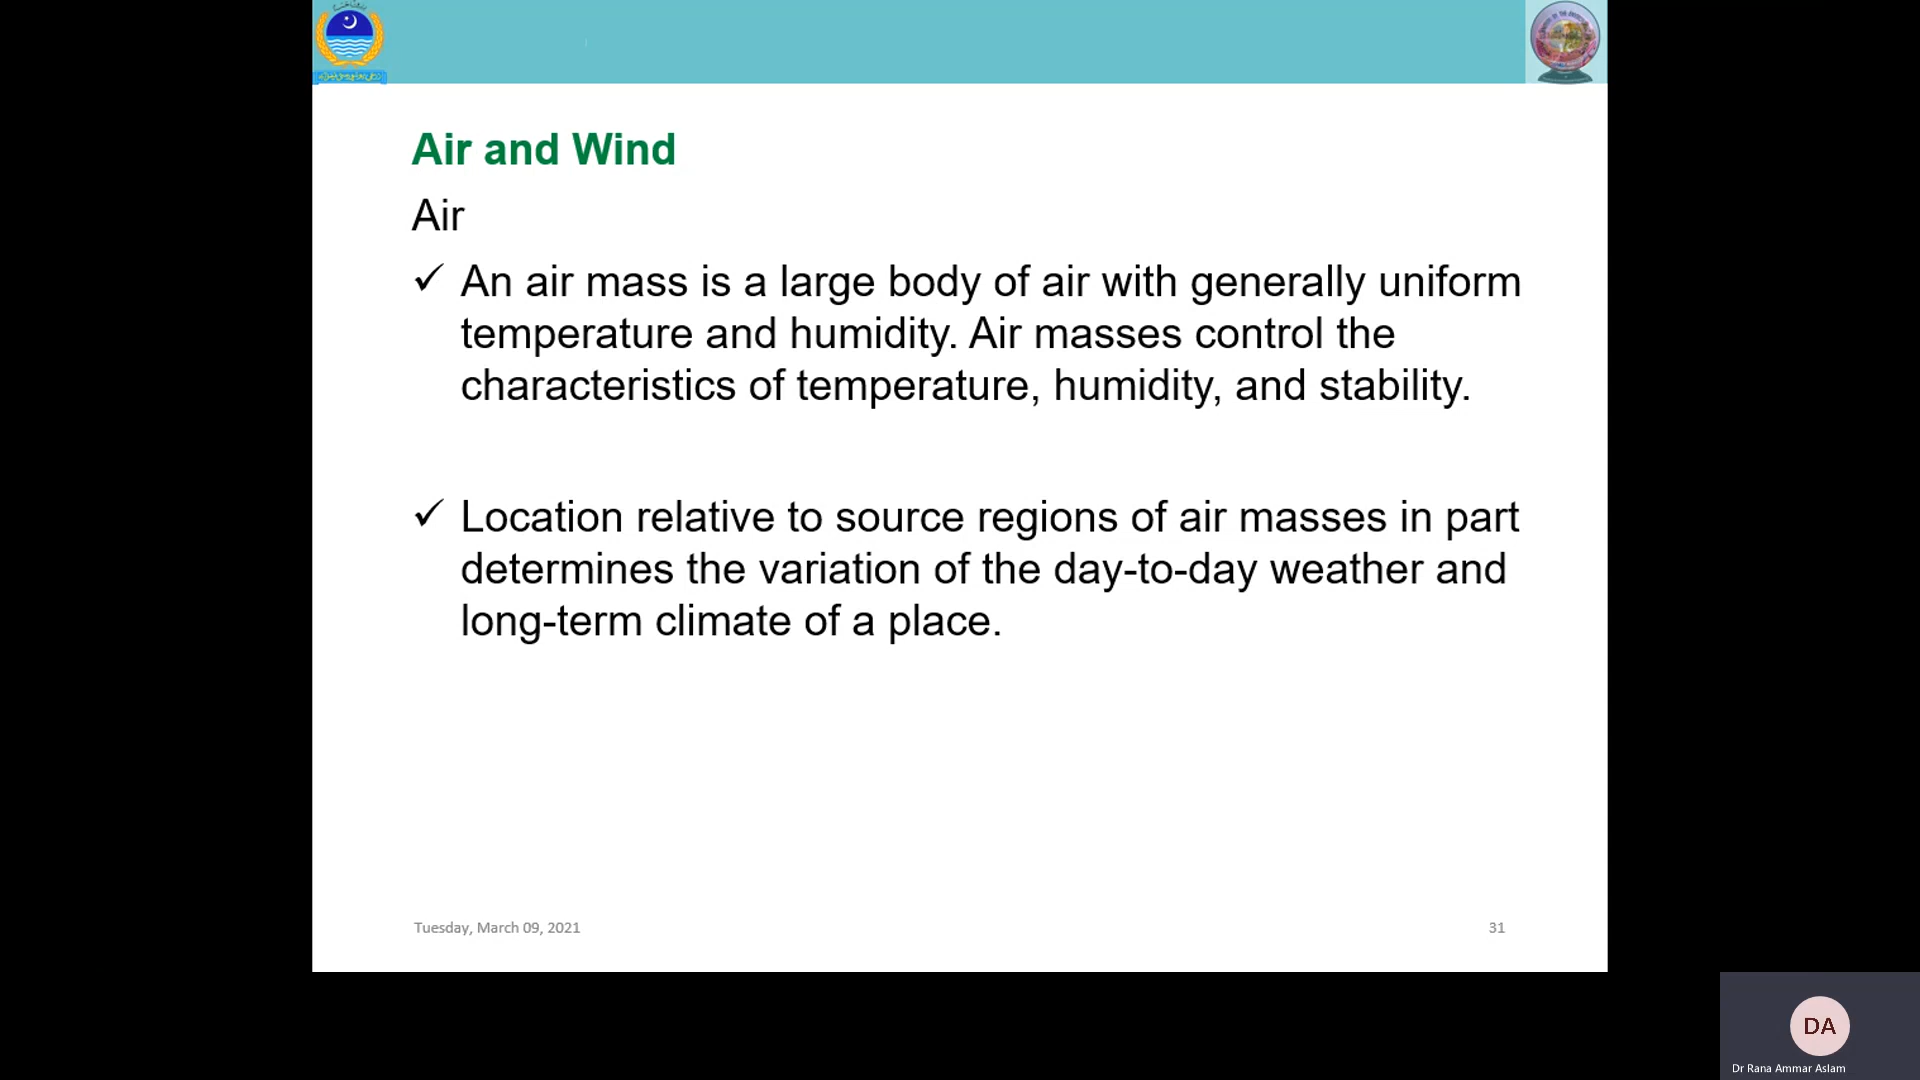 Air and Wind
Air
✓ An air mass is a large body of air with generally uniform
temperature and humidity. Air masses control the
characteristics of temperature, humidity, and stability.
✓ Location relative to source regions of air masses in part
determines the variation of the day-to-day weather and
long-term climate of a place.
Tuesday, March 09, 2021
31
DA
Dr Rana Ammar Aslam